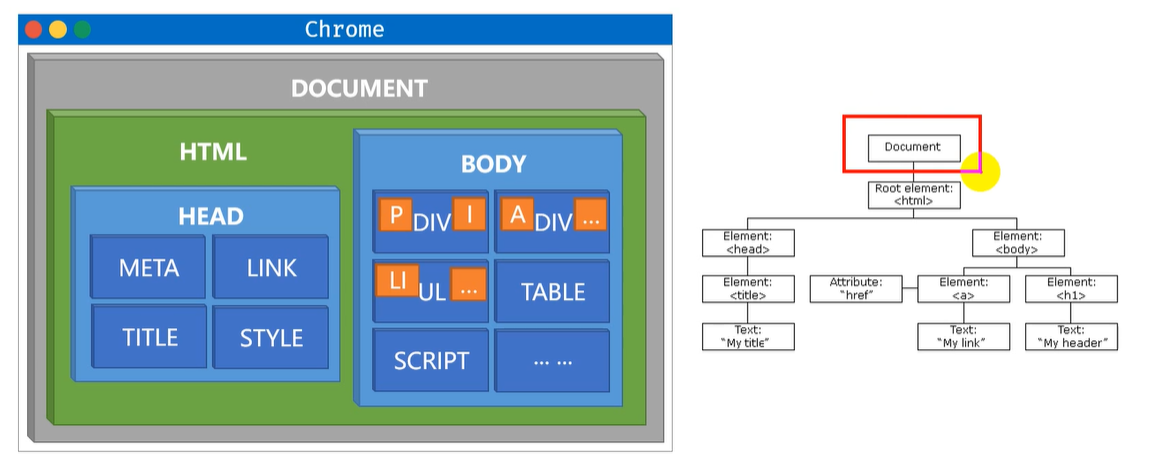 Chrome
DOCUMENT
HTML
HEAD
META
LINK
TITLE
STYLE
BODY
P DIV I
A DIV ...
LI UL ...
TABLE
SCRIPT
... ...
Document
Root element:
<html>
Element:
<head>
Element:
<body>
Element:
<title>
Attribute:
"href"
Element:
<a>
Element:
<h1>
Text:
"My title"
Text:
"My link"
Text:
"My header"